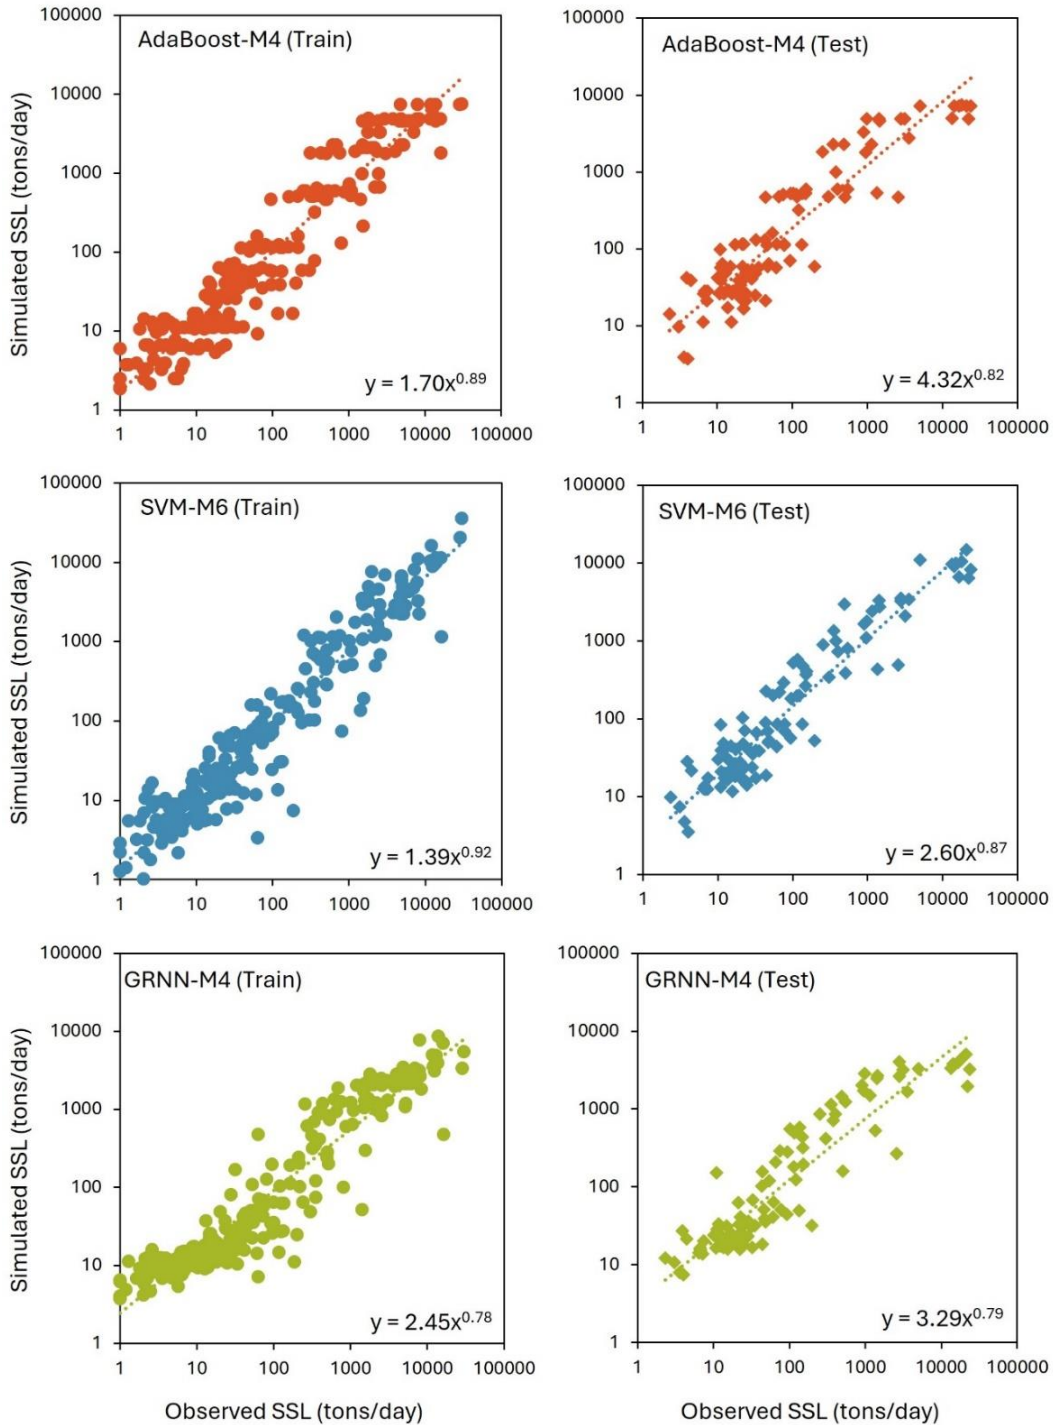 AdaBoost-M4 (Train)
100000
10000
1000
100
10
1
1 10 100 1000 10000 100000
Simulated SSL (tons/day)
y = 1.70x^0.89
AdaBoost-M4 (Test)
100000
10000
1000
100
10
1
1 10 100 1000 10000 100000
y = 4.32x^0.82
SVM-M6 (Train)
100000
10000
1000
100
10
1
1 10 100 1000 10000 100000
Simulated SSL (tons/day)
y = 1.39x^0.92
SVM-M6 (Test)
100000
10000
1000
100
10
1
1 10 100 1000 10000 100000
y = 2.60x^0.87
GRNN-M4 (Train)
100000
10000
1000
100
10
1
1 10 100 1000 10000 100000
Simulated SSL (tons/day)
y = 2.45x^0.78
Observed SSL (tons/day)
GRNN-M4 (Test)
100000
10000
1000
100
10
1
1 10 100 1000 10000 100000
y = 3.29x^0.79
Observed SSL (tons/day)